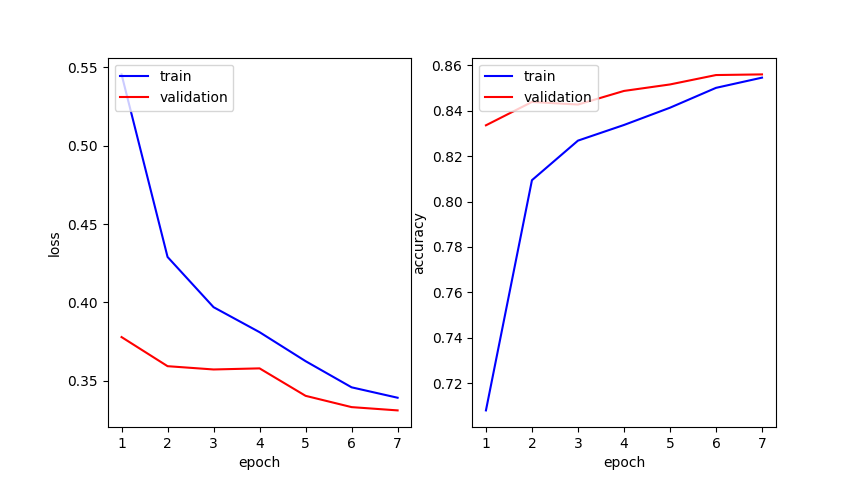 train
validation
0.55
0.50
0.45
0.40
0.35
loss
1 2 3 4 5 6 7
epoch
train
validation
0.86
0.84
0.82
0.80
0.78
0.76
0.74
0.72
accuracy
1 2 3 4 5 6 7
epoch